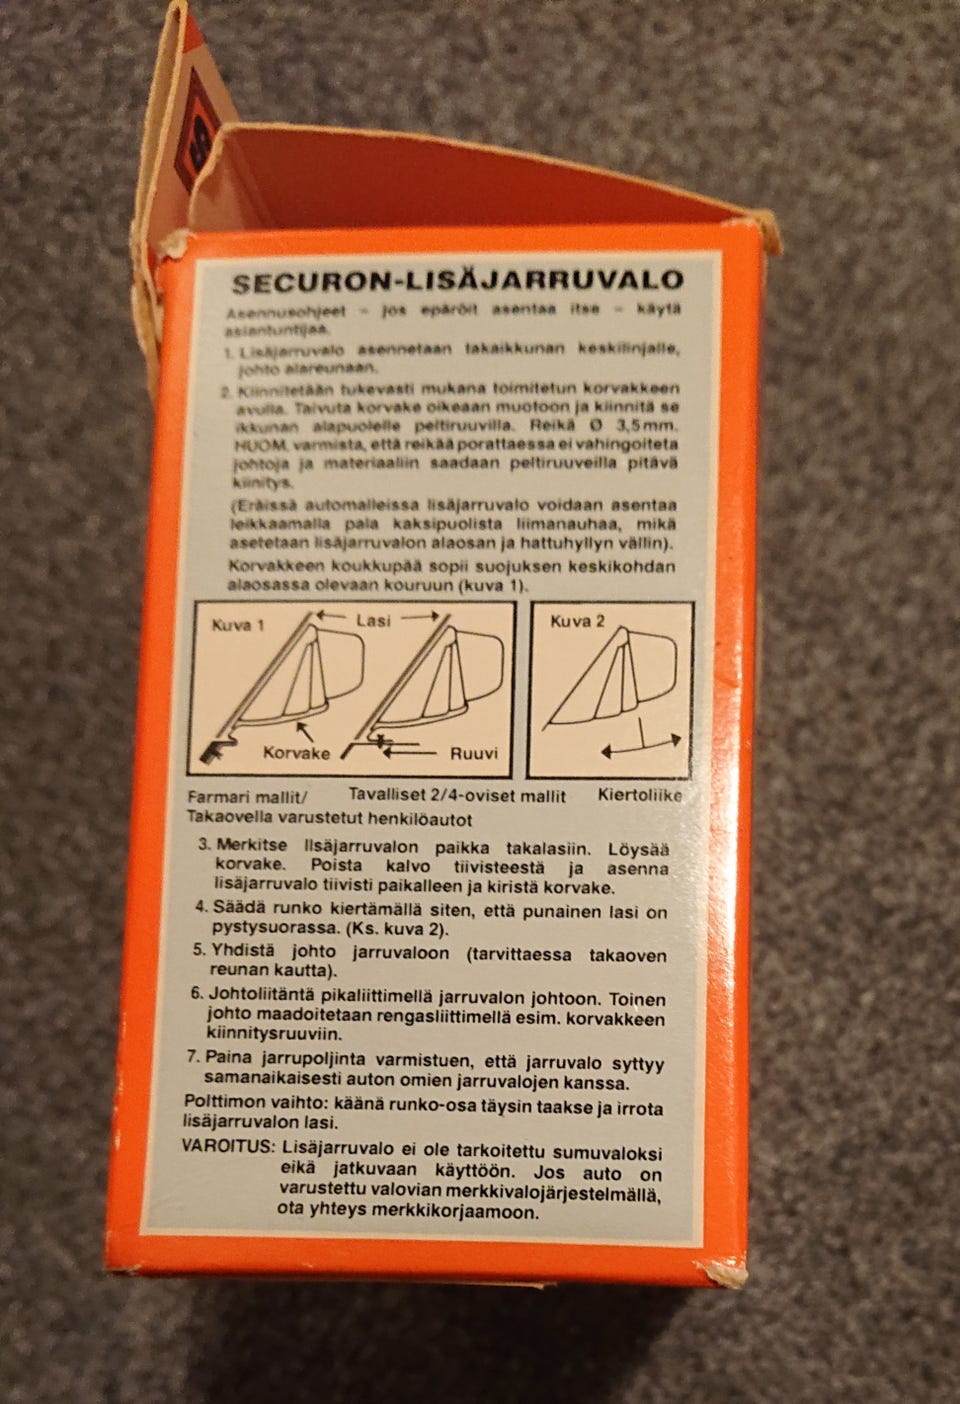 SECURON-LISÄJARRUVALO
Asennusohjeet – jos epäröit asentaa itse – käytä
asiantuntijaa.
1. Lisäjarruvalo asennetaan takaikkunan keskilinjalle,
johto alareunaan.
2. Kiinnitetään tukevasti mukana toimitetun korvakkeen
avulla. Taivuta korvake oikeaan muotoon ja kiinnitä se
ikkunan alapuolelle peltiruuvilla. Reikä Ø 3,5mm.
HUOM. varmista, että reikää porattaessa ei vahingoiteta
johtoja ja materiaaliin saadaan peltiruuveilla pitävä
kiinitys.
(Eräissä automalleissa lisäjarruvalo voidaan asentaa
leikkaamalla pala kaksipuolista liimanauhaa, mikä
asetetaan lisäjarruvalon alaosan ja hattuhyllyn vällin).
Korvakkeen koukkupää sopii suojuksen keskikohdan
alaosassa olevaan kouruun (kuva 1).
Kuva 1 Lasi Kuva 2
Korvake Ruuvi
Farmari mallit/ Tavalliset 2/4-oviset mallit Kiertoliike
Takaovella varustetut henkilöautot
3. Merkitse lisäjarruvalon paikka takalasiin. Löysää
korvake. Poista kalvo tiivisteestä ja asenna
lisäjarruvalo tiivisti paikalleen ja kiristä korvake.
4. Säädä runko kiertämällä siten, että punainen lasi on
pystysuorassa. (Ks. kuva 2).
5. Yhdistä johto jarruvaloon (tarvittaessa takaoven
reunan kautta).
6. Johtoliitäntä pikaliittimellä jarruvalon johtoon. Toinen
johto maadoitetaan rengasliittimellä esim. korvakkeen
kiinnitysruuviin.
7. Paina jarrupoljinta varmistuen, että jarruvalo syttyy
samanaikaisesti auton omien jarruvalojen kanssa.
Polttimon vaihto: käänä runko-osa täysin taakse ja irrota
lisäjarruvalon lasi.
VAROITUS: Lisäjarruvalo ei ole tarkoitettu sumuvaloksi
eikä jatkuvaan käyttöön. Jos auto on
varustettu valovian merkkivalojärjestelmällä,
ota yhteys merkkikorjaamoon.